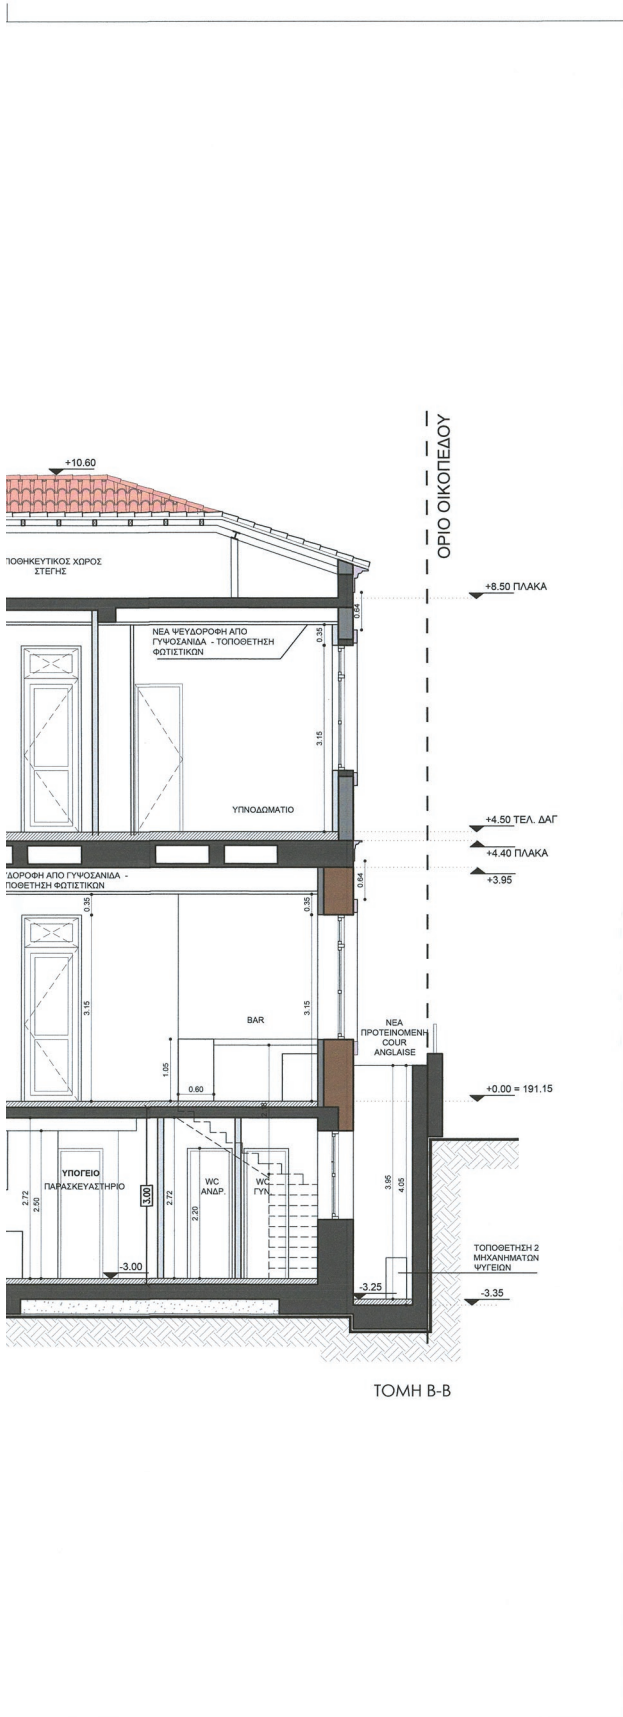 ΟΡΙΟ ΟΙΚΟΠΕΔΟΥ
+10.60
ΠΟΘΗΚΕΥΤΙΚΟΣ ΧΩΡΟΣ
ΣΤΕΓΗΣ
+8.50 ΠΛΑΚΑ
0.64
ΝΕΑ ΨΕΥΔΟΡΟΦΗ ΑΠΟ
ΓΥΨΟΣΑΝΙΔΑ - ΤΟΠΟΘΕΤΗΣΗ
ΦΩΤΙΣΤΙΚΩΝ
0.35
3.15
ΥΠΝΟΔΩΜΑΤΙΟ
+4.50 ΤΕΛ. ΔΑΓ
+4.40 ΠΛΑΚΑ
+3.95
ΔΟΡΟΦΗ ΑΠΟ ΓΥΨΟΣΑΝΙΔΑ -
ΠΟΘΕΤΗΣΗ ΦΩΤΙΣΤΙΚΩΝ
0.64
0.35
0.35
3.15
3.15
BAR
ΝΕΑ
ΠΡΟΤΕΙΝΟΜΕΝΗ
COUR
ANGLAISE
1.05
0.60
+0.00 = 191.15
ΥΠΟΓΕΙΟ
ΠΑΡΑΣΚΕΥΑΣΤΗΡΙΟ
WC
ΑΝΔΡ.
WC
ΓΥΝ.
2.72
2.50
3.00
2.72
2.20
3.95
4.05
ΤΟΠΟΘΕΤΗΣΗ 2
ΜΗΧΑΝΗΜΑΤΩΝ
ΨΥΓΕΙΩΝ
-3.00
-3.25
-3.35
ΤΟΜΗ Β-Β